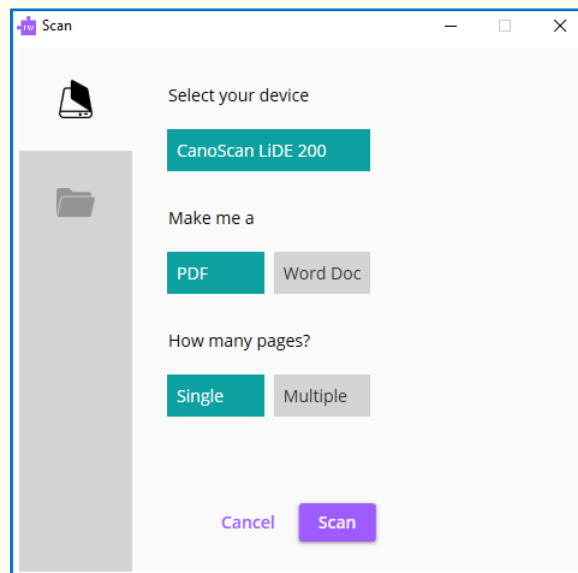 rw Scan
Select your device
CanoScan LiDE 200
Make me a
PDF Word Doc
How many pages?
Single Multiple
Cancel Scan